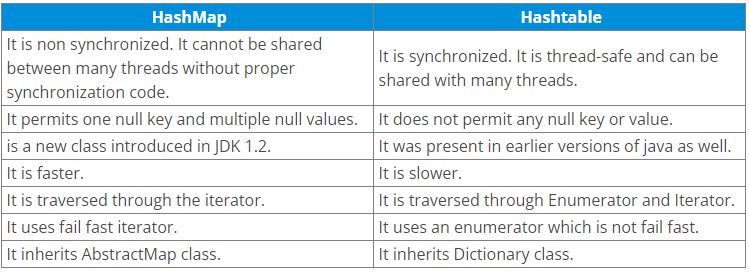 HashMap Hashtable
It is non synchronized. It cannot be shared
between many threads without proper
synchronization code.
It is synchronized. It is thread-safe and can be
shared with many threads.
It permits one null key and multiple null values. It does not permit any null key or value.
is a new class introduced in JDK 1.2. It was present in earlier versions of java as well.
It is faster. It is slower.
It is traversed through the iterator. It is traversed through Enumerator and Iterator.
It uses fail fast iterator. It uses an enumerator which is not fail fast.
It inherits AbstractMap class. It inherits Dictionary class.